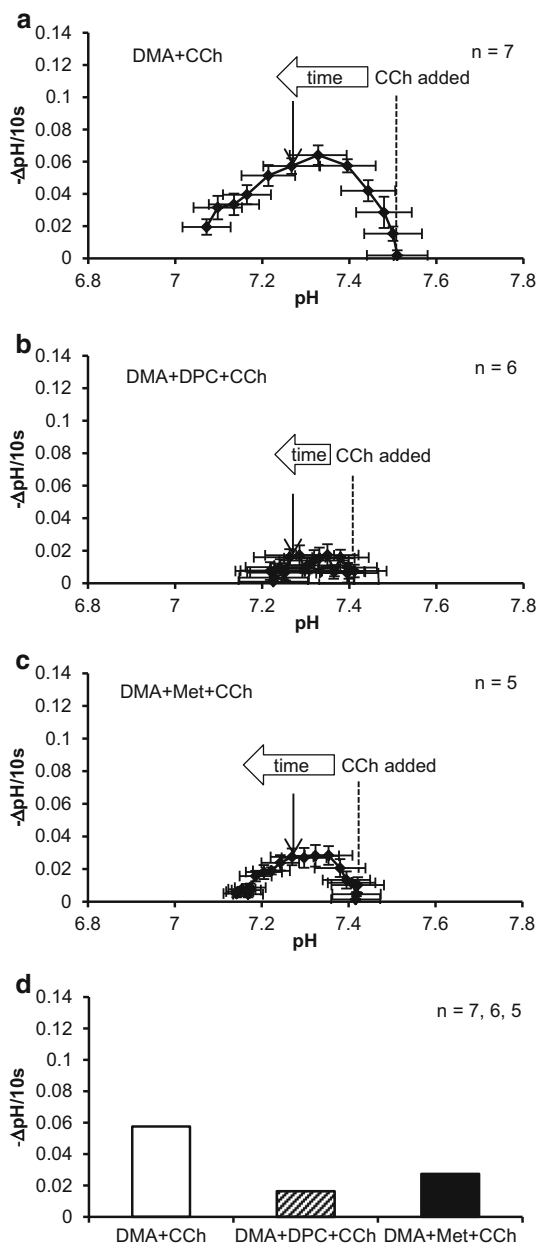 a
DMA+CCh
n = 7
time
CCh added
-ΔpH/10s
0.14
0.12
0.1
0.08
0.06
0.04
0.02
0
6.8 7 7.2 7.4 7.6 7.8
pH
b
DMA+DPC+CCh
n = 6
time
CCh added
-ΔpH/10s
0.14
0.12
0.1
0.08
0.06
0.04
0.02
0
6.8 7 7.2 7.4 7.6 7.8
pH
c
DMA+Met+CCh
n = 5
time
CCh added
-ΔpH/10s
0.14
0.12
0.1
0.08
0.06
0.04
0.02
0
6.8 7 7.2 7.4 7.6 7.8
pH
d
n = 7, 6, 5
-ΔpH/10s
0.14
0.12
0.1
0.08
0.06
0.04
0.02
0
DMA+CCh DMA+DPC+CCh DMA+Met+CCh